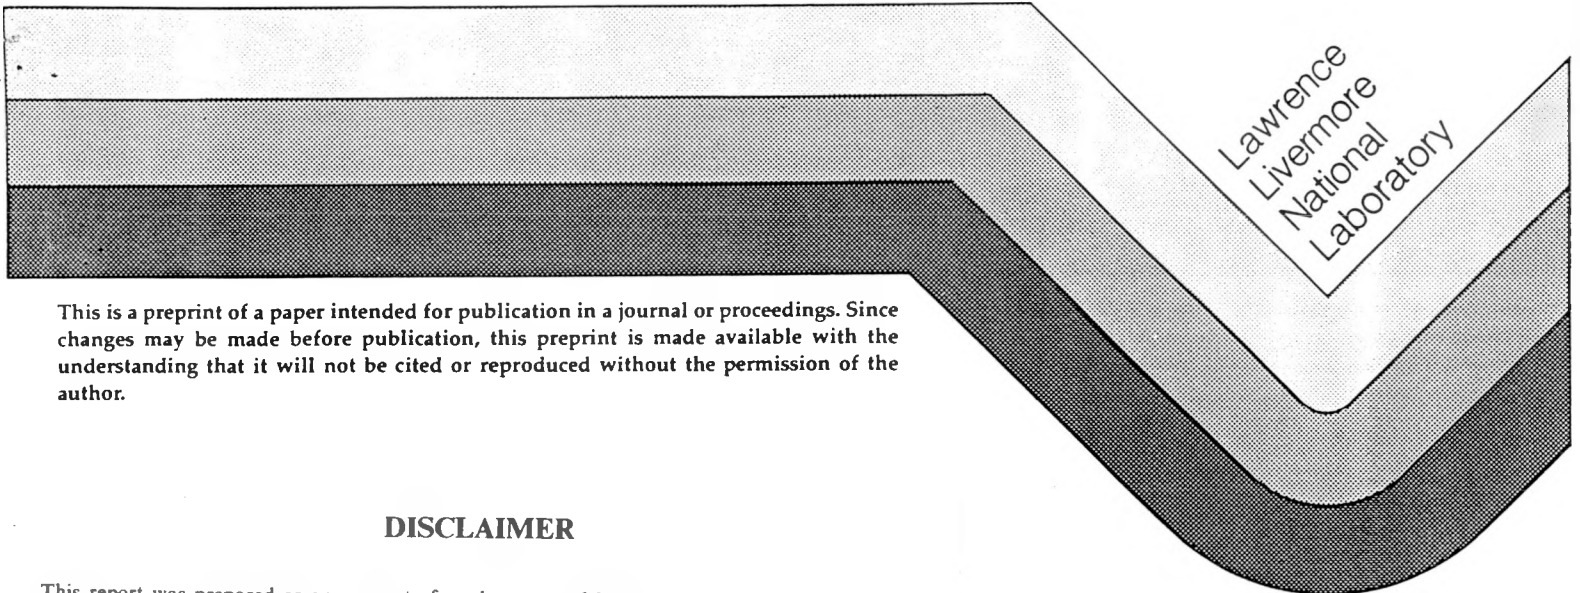 Lawrence
Livermore
National
Laboratory
This is a preprint of a paper intended for publication in a journal or proceedings. Since
changes may be made before publication, this preprint is made available with the
understanding that it will not be cited or reproduced without the permission of the
author.
DISCLAIMER
This report was prepared